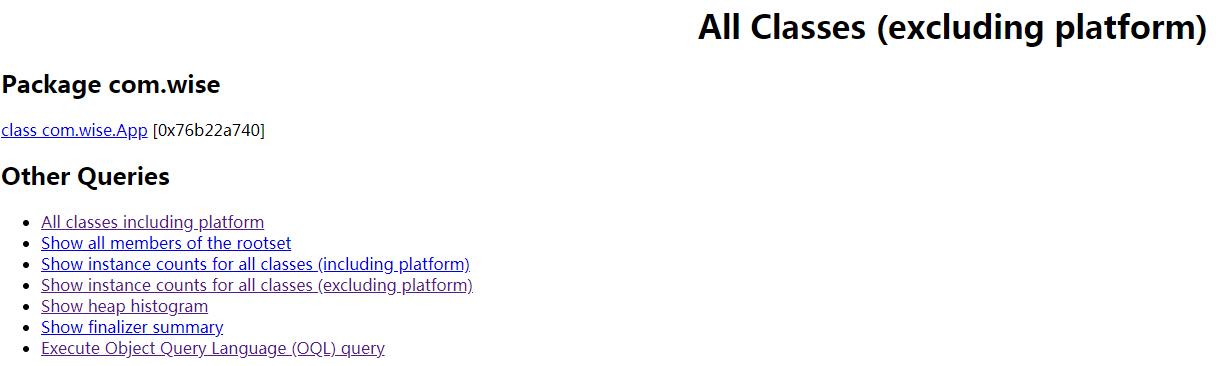 All Classes (excluding platform)
Package com.wise
class com.wise.App [0x76b22a740]
Other Queries
All classes including platform
Show all members of the rootset
Show instance counts for all classes (including platform)
Show instance counts for all classes (excluding platform)
Show heap histogram
Show finalizer summary
Execute Object Query Language (OQL) query